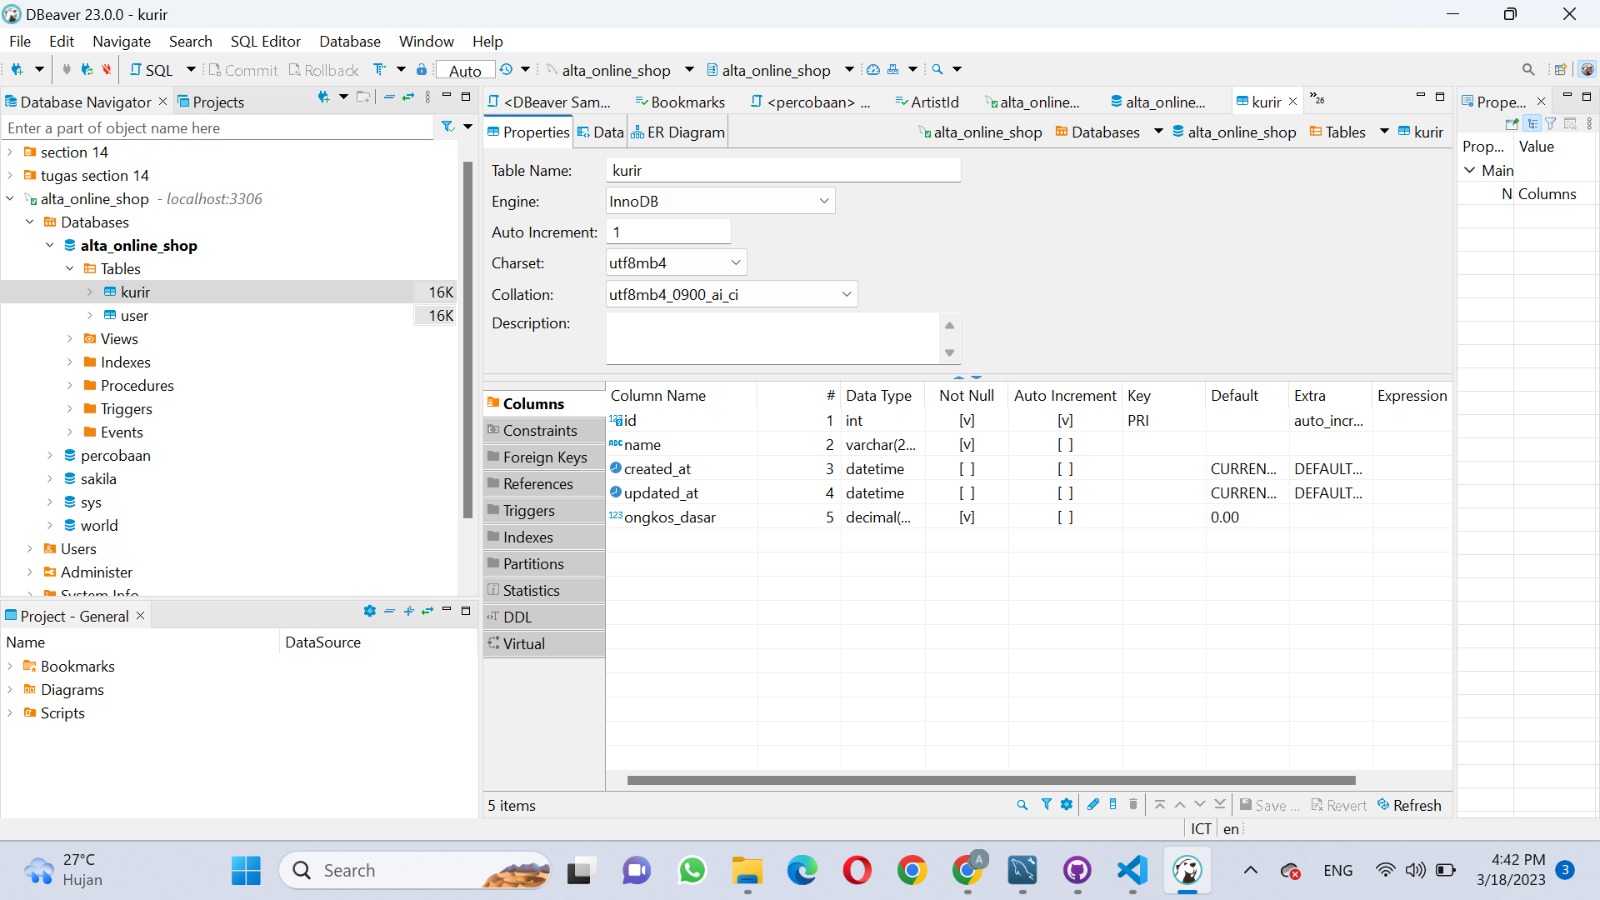 DBeaver 23.0.0 - kurir
File Edit Navigate Search SQL Editor Database Window Help
SQL Commit Rollback Auto alta_online_shop alta_online_shop
Database Navigator Projects
Enter a part of object name here
section 14
tugas section 14
alta_online_shop - localhost:3306
Databases
alta_online_shop
Tables
kurir 16K
user 16K
Views
Indexes
Procedures
Triggers
Events
percobaan
sakila
sys
world
Users
Administer
System Info
Project - General
Name DataSource
Bookmarks
Diagrams
Scripts
<DBeaver Sam... Bookmarks <percobaan> ... ArtistId alta_online... alta_online... kurir »26
Properties Data ER Diagram alta_online_shop Databases alta_online_shop Tables kurir
Table Name: kurir
Engine: InnoDB
Auto Increment: 1
Charset: utf8mb4
Collation: utf8mb4_0900_ai_ci
Description:
Columns
Constraints
Foreign Keys
References
Triggers
Indexes
Partitions
Statistics
DDL
Virtual
Column Name # Data Type Not Null Auto Increment Key Default Extra Expression
id 1 int [v] [v] PRI auto_incr...
name 2 varchar(2... [v] [ ]
created_at 3 datetime [ ] [ ] CURREN... DEFAULT...
updated_at 4 datetime [ ] [ ] CURREN... DEFAULT...
123 ongkos_dasar 5 decimal(... [v] [ ] 0.00
5 items Save ... Revert Refresh
Prope...
Prop... Value
Main
N Columns
ICT en
27°C
Hujan
Search
A
ENG
4:42 PM
3/18/2023
3